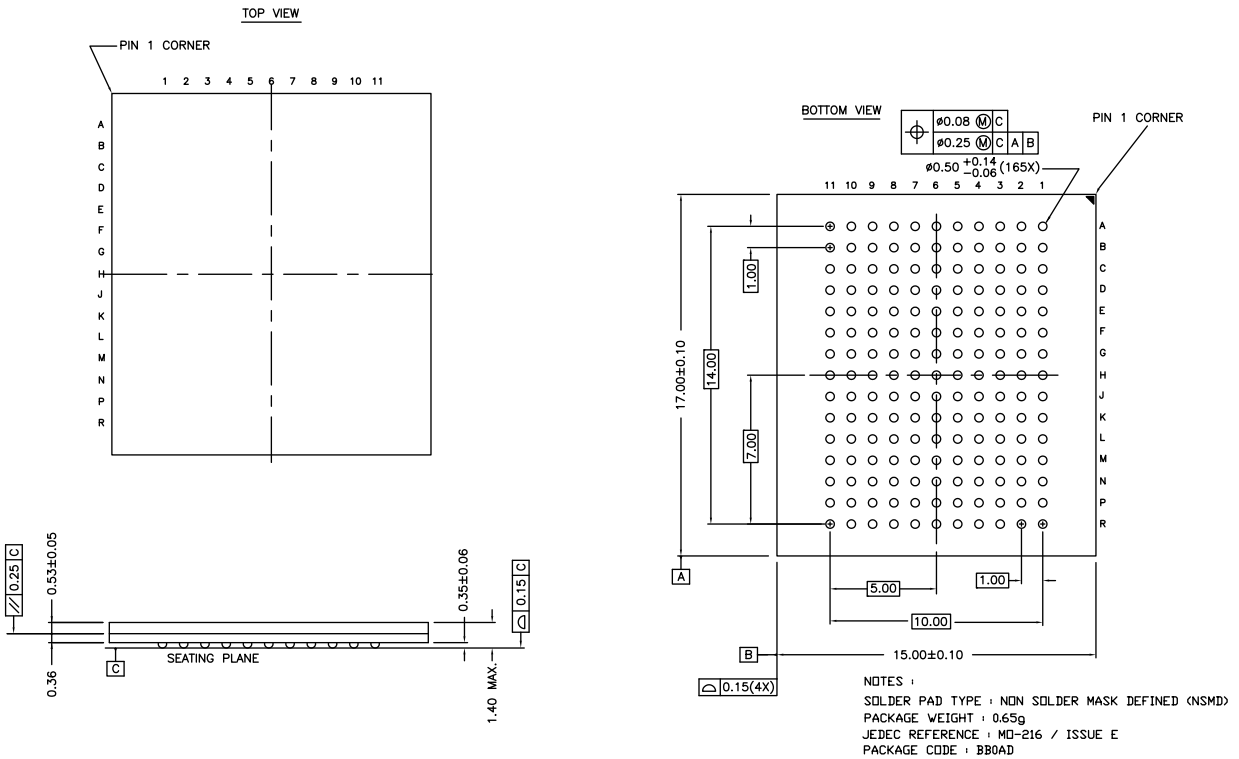 TOP VIEW
PIN 1 CORNER
1 2 3 4 5 6 7 8 9 10 11
A
B
C
D
E
F
G
H
J
K
L
M
N
P
R
BOTTOM VIEW
PIN 1 CORNER
ø0.08 Ⓜ C
ø0.25 Ⓜ C A B
ø0.50 +0.14 -0.06 (165X)
11 10 9 8 7 6 5 4 3 2 1
A
B
C
D
E
F
G
H
J
K
L
M
N
P
R
1.00
14.00
17.00±0.10
7.00
A
5.00
1.00
10.00
B
15.00±0.10
0.15(4X)
0.25 C
0.53±0.05
0.36
C
SEATING PLANE
0.35±0.06
0.15 C
1.40 MAX.
NOTES :
SOLDER PAD TYPE : NON SOLDER MASK DEFINED (NSMD)
PACKAGE WEIGHT : 0.65g
JEDEC REFERENCE : MO-216 / ISSUE E
PACKAGE CODE : BB0AD